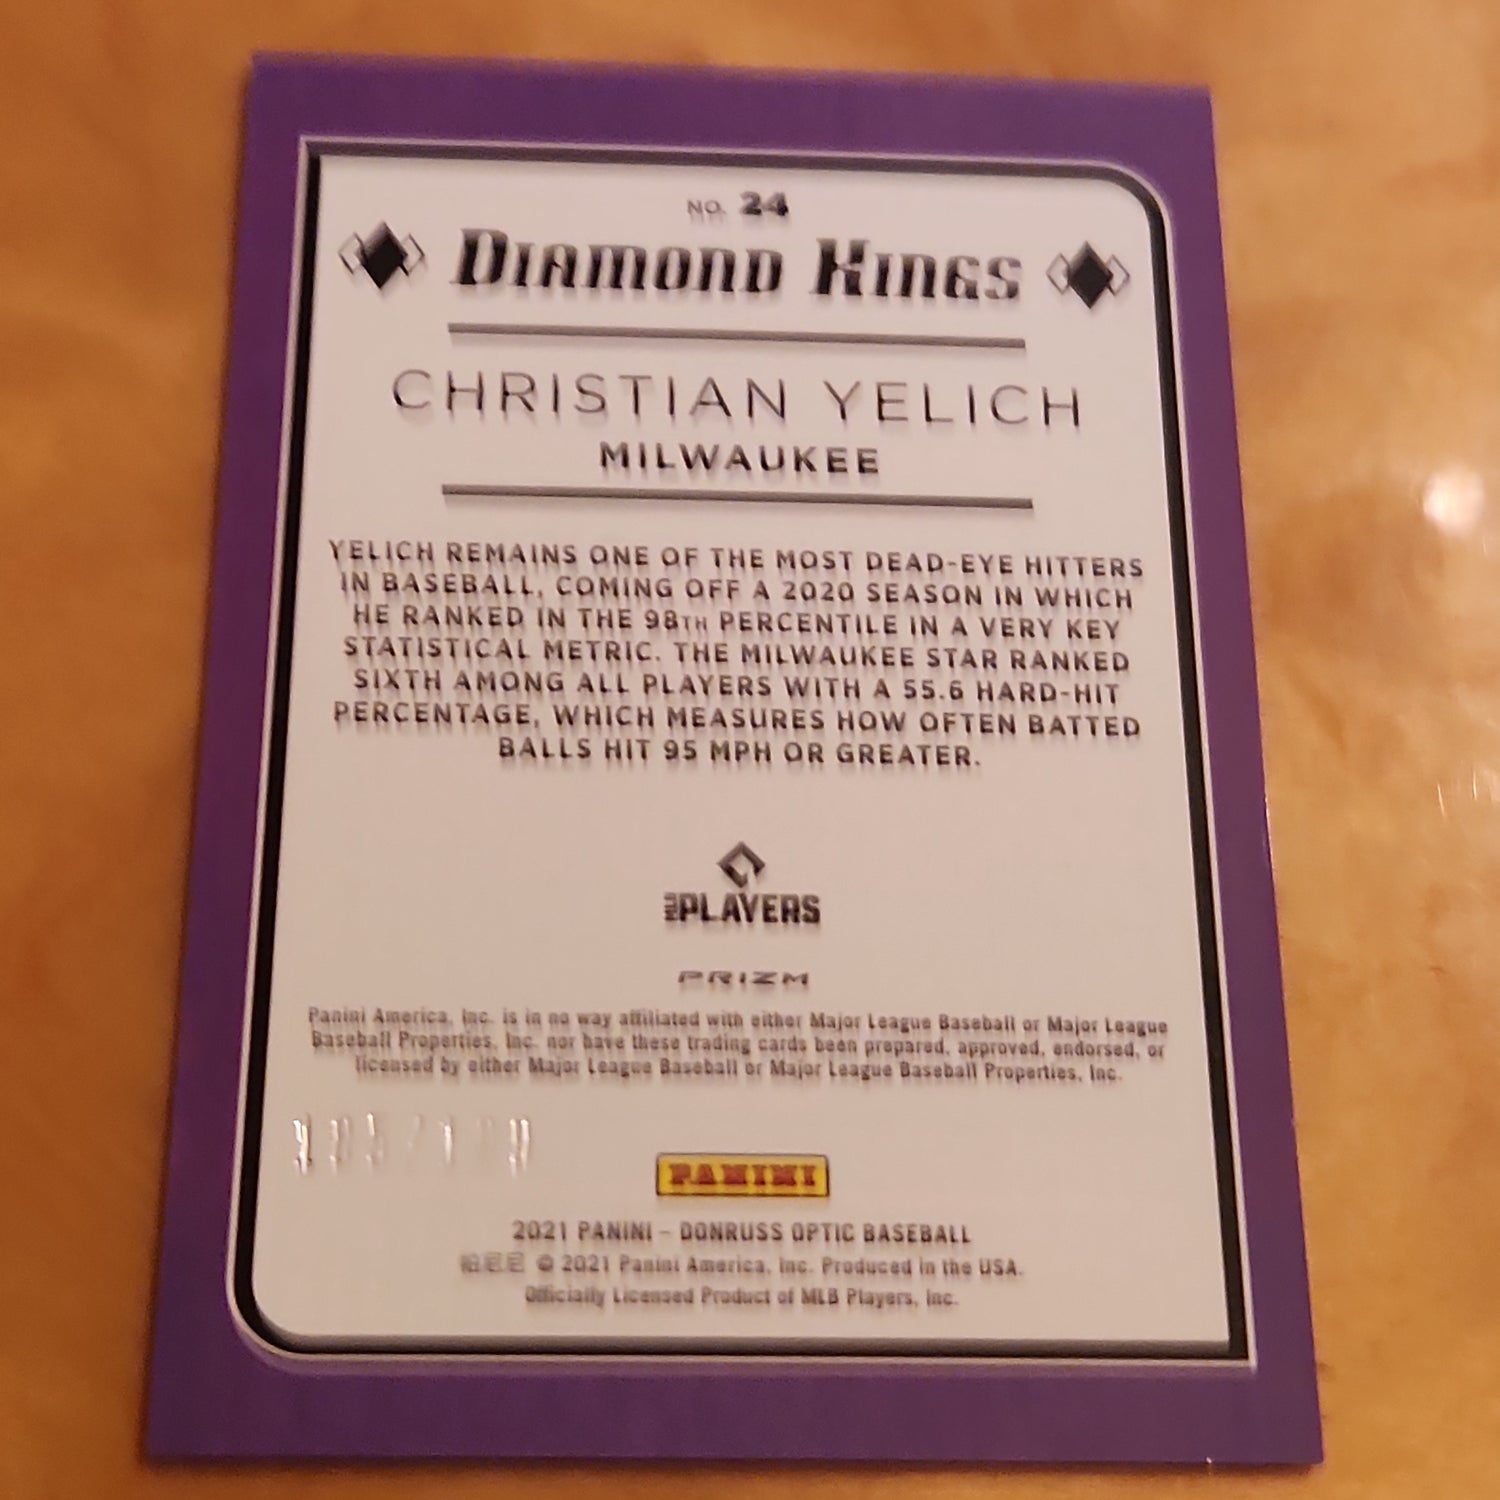 NO. 24
DIAMOND KINGS
CHRISTIAN YELICH
MILWAUKEE
YELICH REMAINS ONE OF THE MOST DEAD-EYE HITTERS
IN BASEBALL, COMING OFF A 2020 SEASON IN WHICH
HE RANKED IN THE 98TH PERCENTILE IN A VERY KEY
STATISTICAL METRIC. THE MILWAUKEE STAR RANKED
SIXTH AMONG ALL PLAYERS WITH A 55.6 HARD-HIT
PERCENTAGE, WHICH MEASURES HOW OFTEN BATTED
BALLS HIT 95 MPH OR GREATER.
MLB PLAYERS
PRIZM
Panini America, Inc. is in no way affiliated with either Major League Baseball or Major League
Baseball Properties, Inc. nor have these trading cards been prepared, approved, endorsed, or
licensed by either Major League Baseball or Major League Baseball Properties, Inc.
PANINI
2021 PANINI – DONRUSS OPTIC BASEBALL
帕尼尼 © 2021 Panini America, Inc. Produced in the USA.
Officially Licensed Product of MLB Players, Inc.